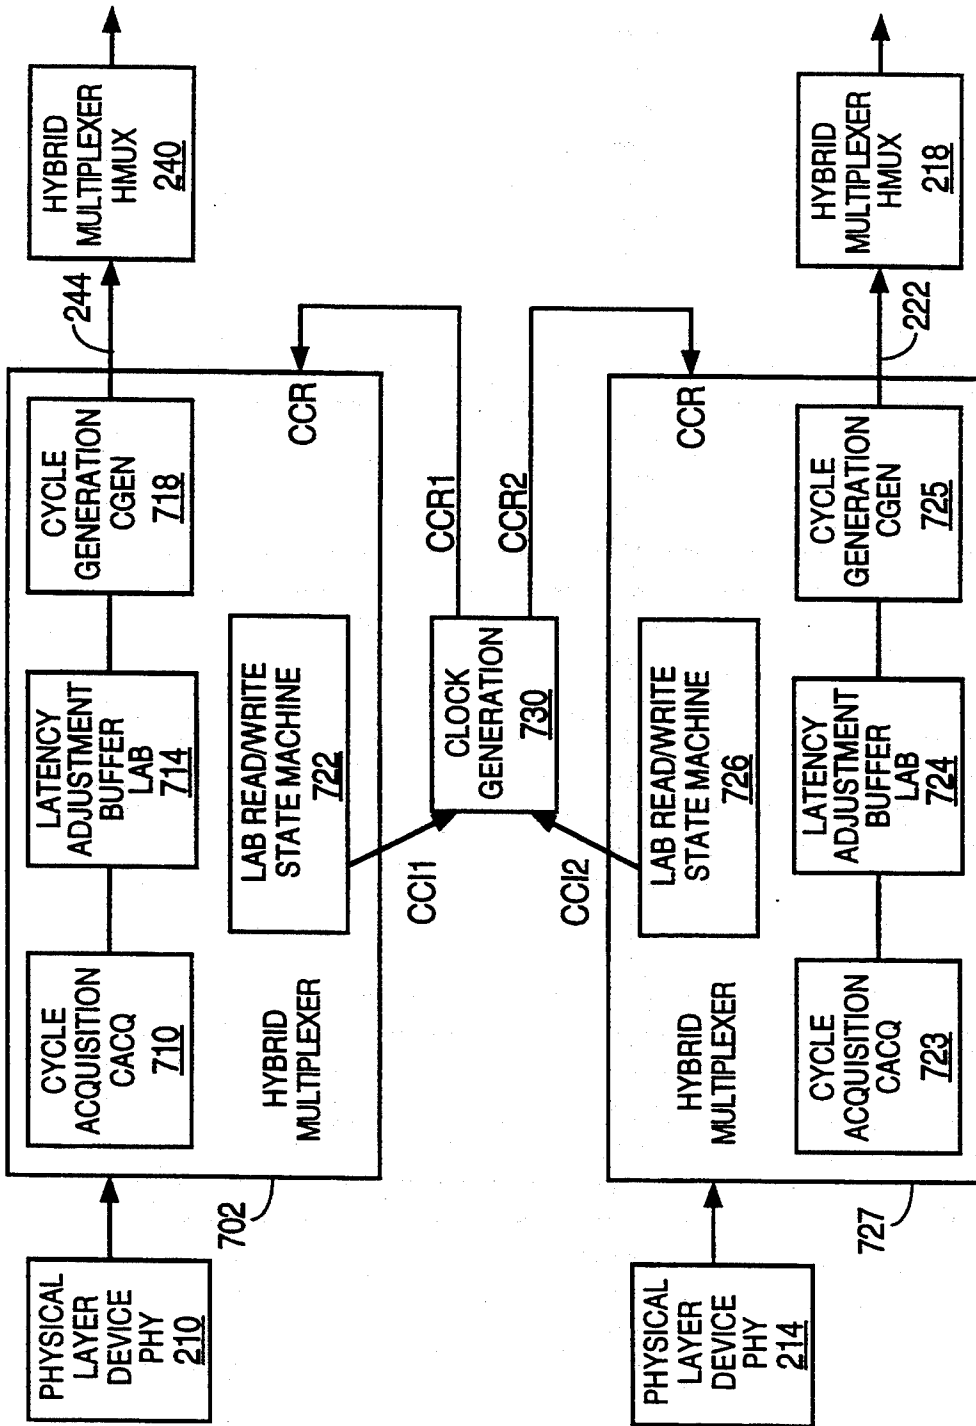 PHYSICAL
LAYER
DEVICE
PHY
210
702
CYCLE
ACQUISITION
CACQ
710
LATENCY
ADJUSTMENT
BUFFER
LAB
714
CYCLE
GENERATION
CGEN
718
244
HYBRID
MULTIPLEXER
HMUX
240
HYBRID
MULTIPLEXER
LAB READ/WRITE
STATE MACHINE
722
CCR
CCI1
CCR1
CLOCK
GENERATION
730
CCI2
CCR2
PHYSICAL
LAYER
DEVICE
PHY
214
727
HYBRID
MULTIPLEXER
LAB READ/WRITE
STATE MACHINE
726
CCR
CYCLE
ACQUISITION
CACQ
723
LATENCY
ADJUSTMENT
BUFFER
LAB
724
CYCLE
GENERATION
CGEN
725
222
HYBRID
MULTIPLEXER
HMUX
218